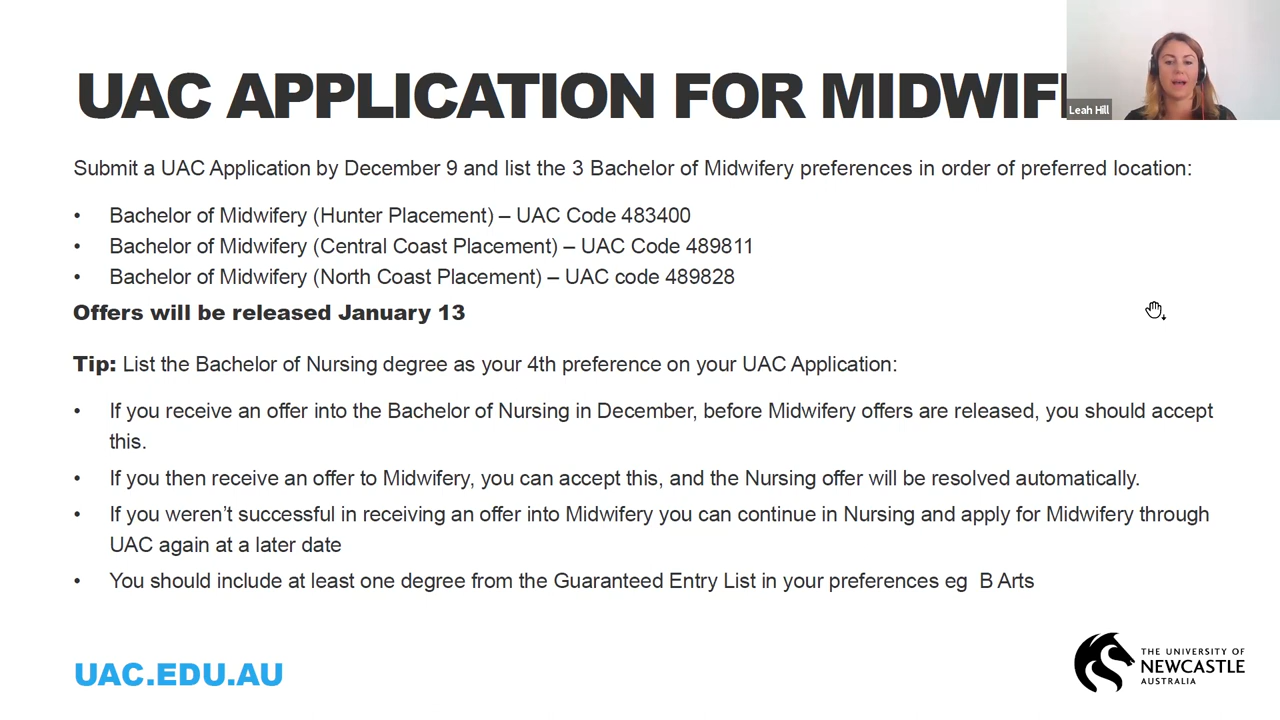 UAC APPLICATION FOR MIDWIF
Leah Hill
Submit a UAC Application by December 9 and list the 3 Bachelor of Midwifery preferences in order of preferred location:
• Bachelor of Midwifery (Hunter Placement) – UAC Code 483400
• Bachelor of Midwifery (Central Coast Placement) – UAC Code 489811
• Bachelor of Midwifery (North Coast Placement) – UAC code 489828
Offers will be released January 13
Tip: List the Bachelor of Nursing degree as your 4th preference on your UAC Application:
• If you receive an offer into the Bachelor of Nursing in December, before Midwifery offers are released, you should accept
this.
• If you then receive an offer to Midwifery, you can accept this, and the Nursing offer will be resolved automatically.
• If you weren’t successful in receiving an offer into Midwifery you can continue in Nursing and apply for Midwifery through
UAC again at a later date
• You should include at least one degree from the Guaranteed Entry List in your preferences eg  B Arts
UAC.EDU.AU
THE UNIVERSITY OF
NEWCASTLE
AUSTRALIA